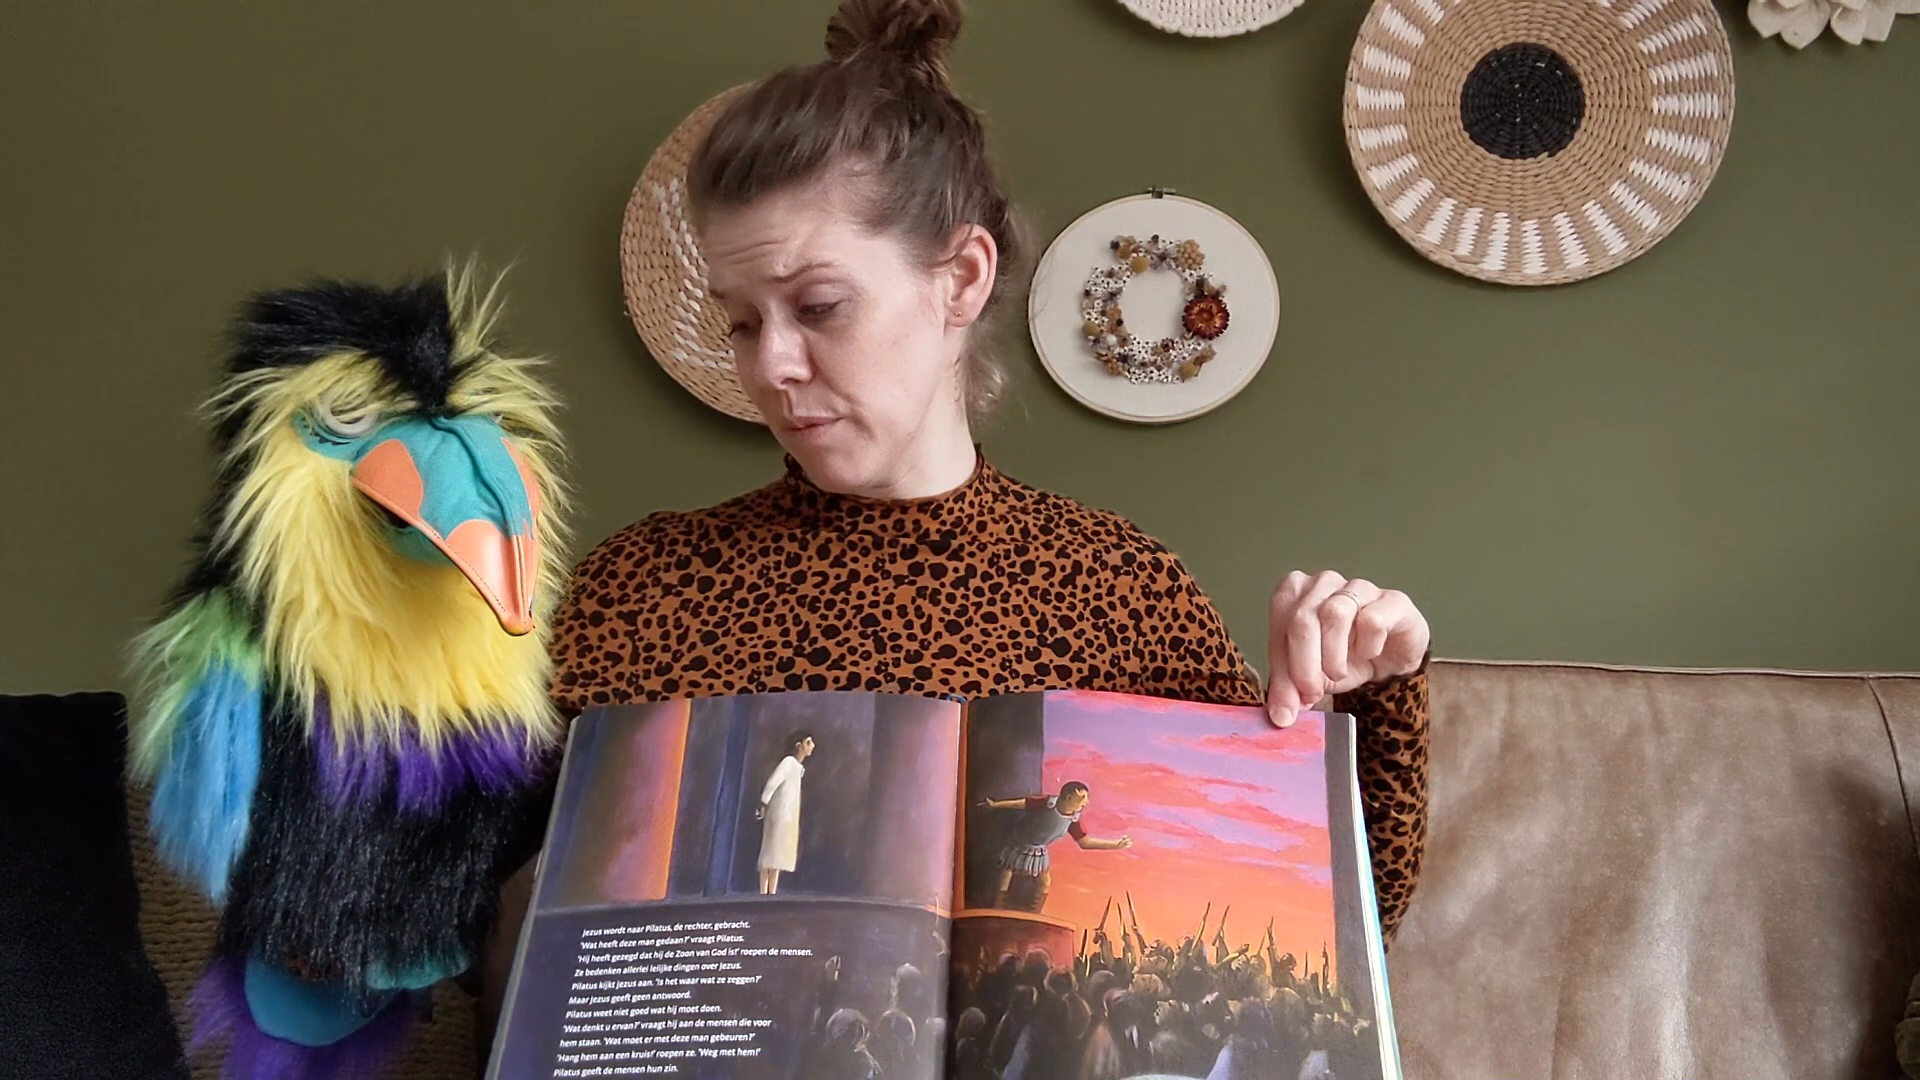 Jezus wordt naar Pilatus, de rechter, gebracht.
'Wat heeft deze man gedaan?' vraagt Pilatus.
'Hij heeft gezegd dat hij de Zoon van God is!' roepen de mensen.
Ze bedenken allerlei lelijke dingen over Jezus.
Pilatus kijkt Jezus aan. 'Is het waar wat ze zeggen?'
Maar Jezus geeft geen antwoord.
Pilatus weet niet goed wat hij moet doen.
'Wat denkt u ervan?' vraagt hij aan de mensen die voor
hem staan. 'Wat moet er met deze man gebeuren?'
'Hang hem aan een kruis!' roepen ze. 'Weg met hem!'
Pilatus geeft de mensen hun zin.